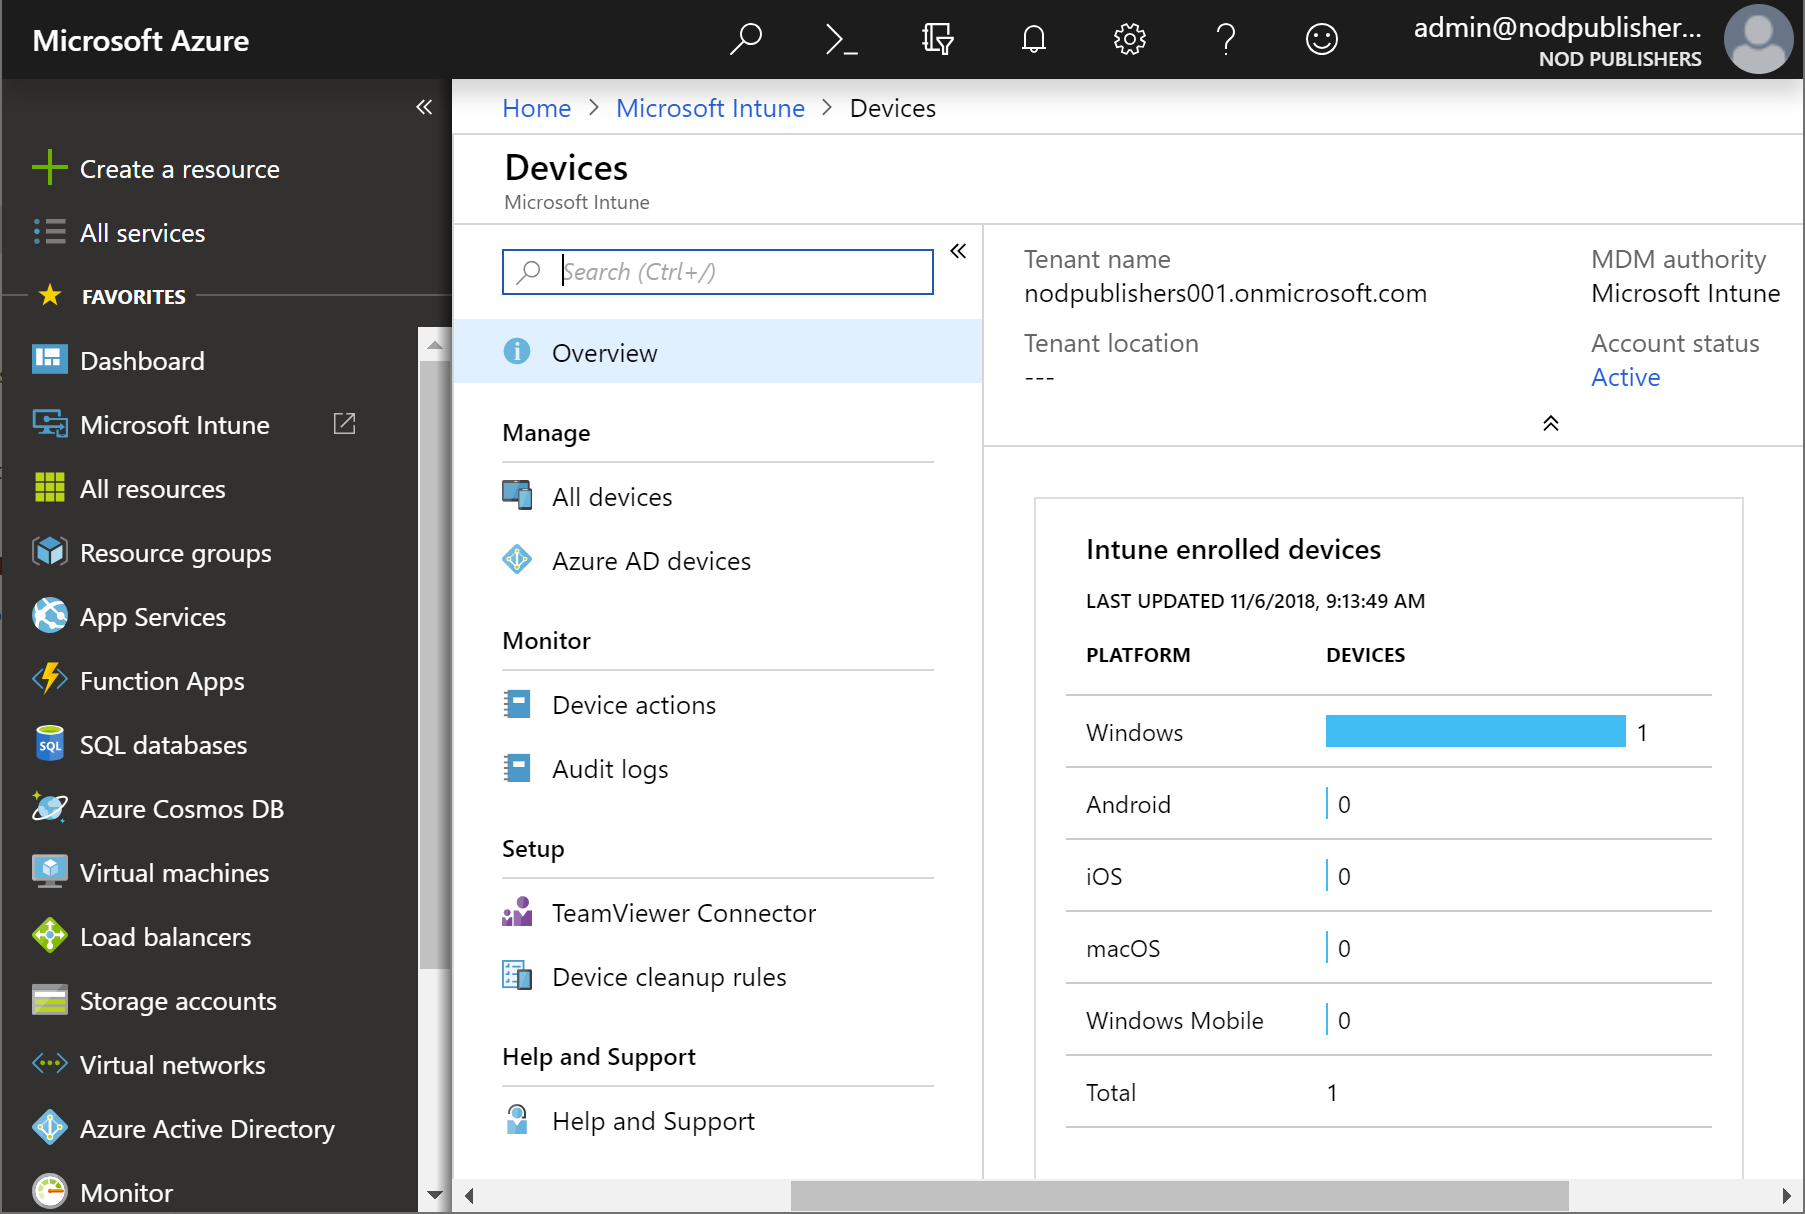 Microsoft Azure
admin@nodpublisher...
NOD PUBLISHERS
Create a resource
All services
FAVORITES
Dashboard
Microsoft Intune
All resources
Resource groups
App Services
Function Apps
SQL databases
Azure Cosmos DB
Virtual machines
Load balancers
Storage accounts
Virtual networks
Azure Active Directory
Monitor
Home > Microsoft Intune > Devices
Devices
Microsoft Intune
Search (Ctrl+/)
Overview
Manage
All devices
Azure AD devices
Monitor
Device actions
Audit logs
Setup
TeamViewer Connector
Device cleanup rules
Help and Support
Help and Support
Tenant name
nodpublishers001.onmicrosoft.com
Tenant location
---
MDM authority
Microsoft Intune
Account status
Active
Intune enrolled devices
LAST UPDATED 11/6/2018, 9:13:49 AM
PLATFORM DEVICES
Windows 1
Android 0
iOS 0
macOS 0
Windows Mobile 0
Total 1